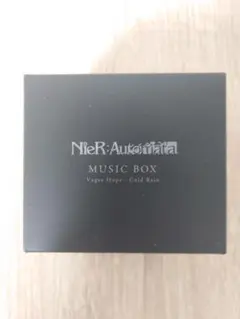 NieR:Automata
MUSIC BOX
Vague Hope - Cold Rain